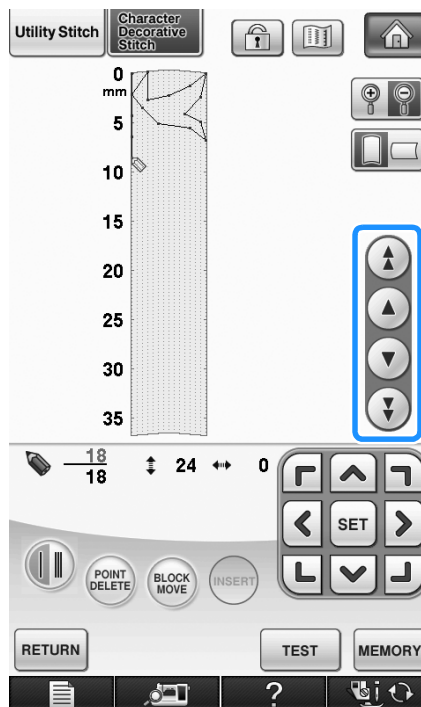 Utility Stitch
Character
Decorative
Stitch
0
mm
5
10
15
20
25
30
35
18
18
24
0
SET
POINT
DELETE
BLOCK
MOVE
INSERT
RETURN
TEST
MEMORY
?